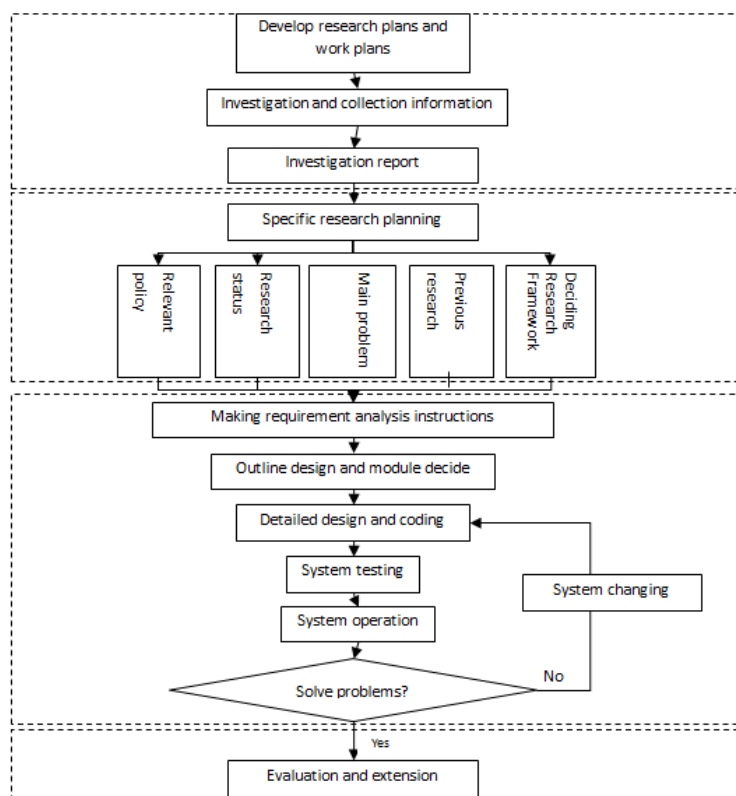 Develop research plans and
work plans
Investigation and collection information
Investigation report
Specific research planning
Relevant
policy
Research
status
Main problem
Previous
research
Deciding
Research
Framework
Making requirement analysis instructions
Outline design and module decide
Detailed design and coding
System testing
System changing
System operation
Solve problems?
No
Yes
Evaluation and extension